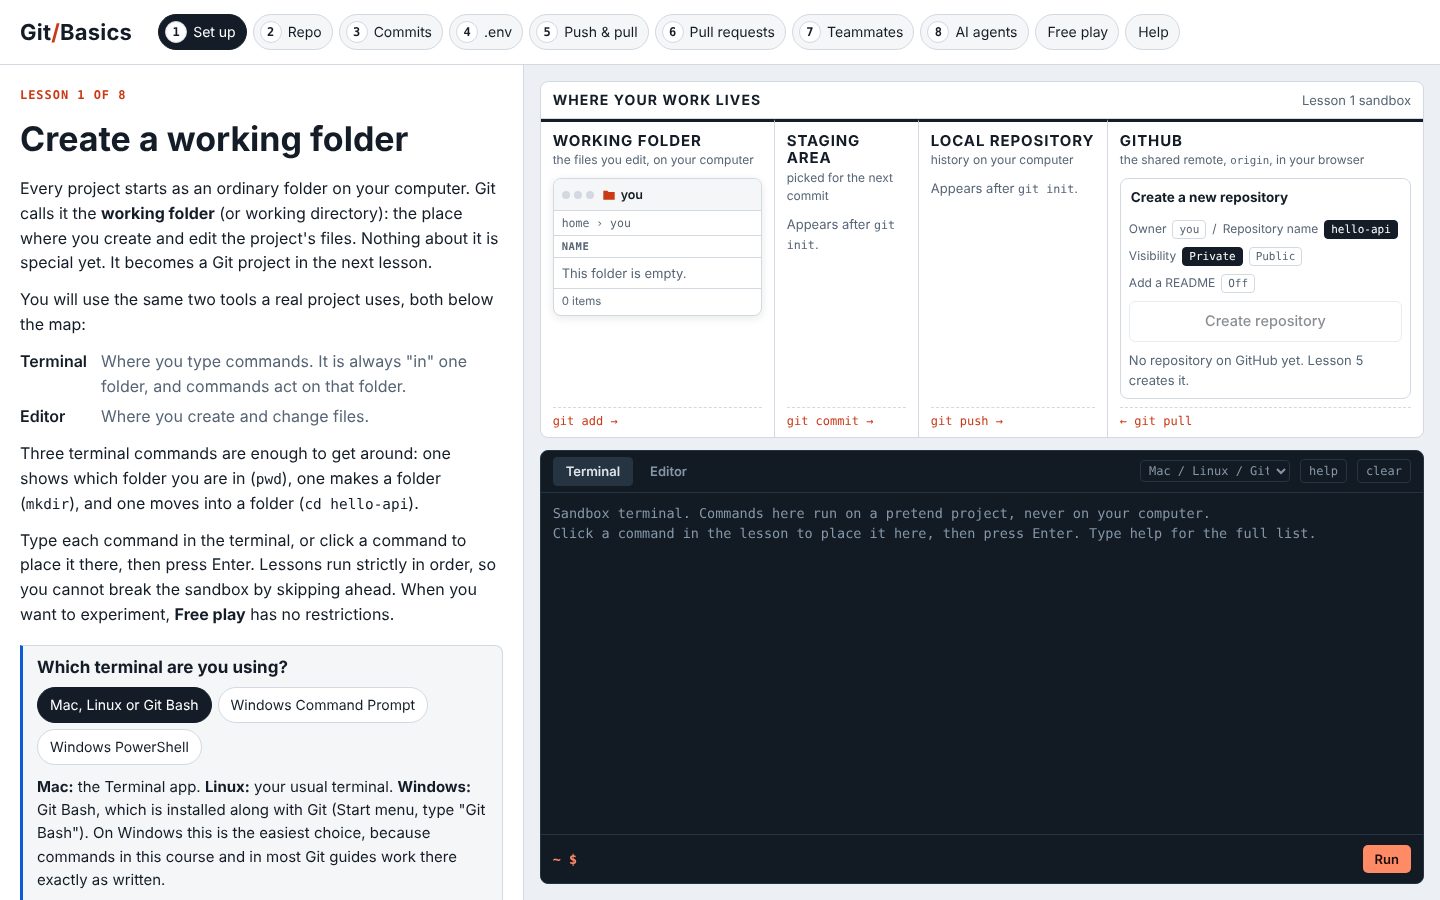 Git/Basics
1 Set up
2 Repo
3 Commits
4 .env
5 Push & pull
6 Pull requests
7 Teammates
8 AI agents
Free play
Help
LESSON 1 OF 8
Create a working folder
Every project starts as an ordinary folder on your computer. Git
calls it the working folder (or working directory): the place
where you create and edit the project's files. Nothing about it is
special yet. It becomes a Git project in the next lesson.
You will use the same two tools a real project uses, both below
the map:
Terminal Where you type commands. It is always "in" one
folder, and commands act on that folder.
Editor Where you create and change files.
Three terminal commands are enough to get around: one
shows which folder you are in (pwd), one makes a folder
(mkdir), and one moves into a folder (cd hello-api).
Type each command in the terminal, or click a command to
place it there, then press Enter. Lessons run strictly in order, so
you cannot break the sandbox by skipping ahead. When you
want to experiment, Free play has no restrictions.
Which terminal are you using?
Mac, Linux or Git Bash
Windows Command Prompt
Windows PowerShell
Mac: the Terminal app. Linux: your usual terminal. Windows:
Git Bash, which is installed along with Git (Start menu, type "Git
Bash"). On Windows this is the easiest choice, because
commands in this course and in most Git guides work there
exactly as written.
WHERE YOUR WORK LIVES
Lesson 1 sandbox
WORKING FOLDER
the files you edit, on your computer
you
home › you
NAME
This folder is empty.
0 items
git add →
STAGING
AREA
picked for the next
commit
Appears after git
init.
git commit →
LOCAL REPOSITORY
history on your computer
Appears after git init.
git push →
GITHUB
the shared remote, origin, in your browser
Create a new repository
Owner you / Repository name hello-api
Visibility Private Public
Add a README Off
Create repository
No repository on GitHub yet. Lesson 5
creates it.
← git pull
Terminal
Editor
Mac / Linux / Git
help
clear
Sandbox terminal. Commands here run on a pretend project, never on your computer.
Click a command in the lesson to place it here, then press Enter. Type help for the full list.
~ $
Run